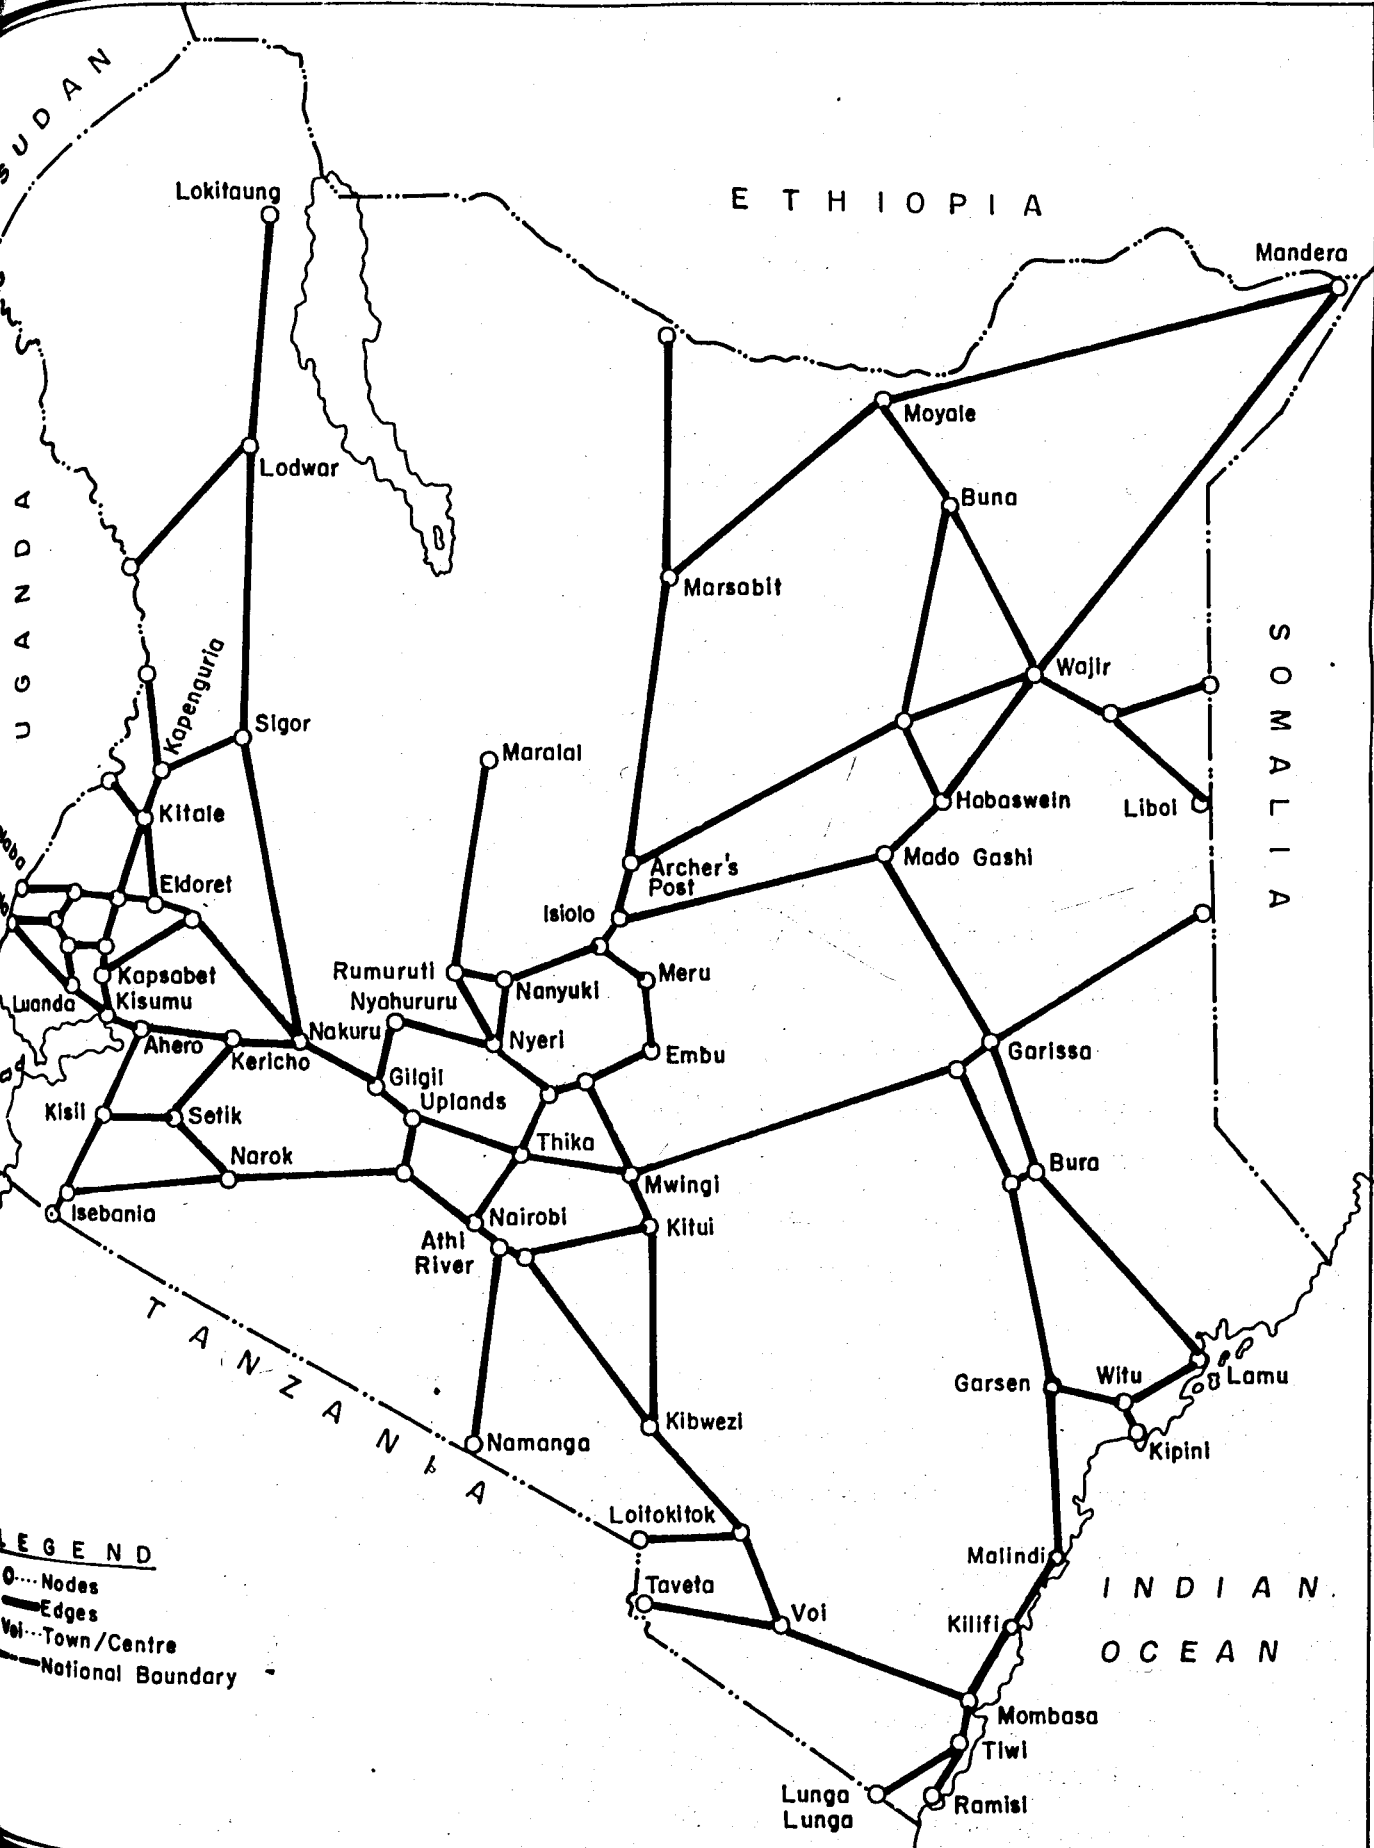 SUDAN
Lokitaung
ETHIOPIA
Mandera
Moyale
Lodwar
Buna
UGANDA
Marsabit
SOMALIA
Kapenguria
Wajir
Sigor
Maralal
Habaswein
Liboi
Kitale
Mado Gashi
Archer's
Post
Eldoret
Isiolo
Rumuruti
Meru
Kapsabet
Nanyuki
Luanda
Kisumu
Nyahururu
Nakuru
Nyeri
Ahero
Kericho
Embu
Garissa
Gilgil
Uplands
Kisii
Sotik
Thika
Narok
Mwingi
Bura
Isebania
Nairobi
Kitui
Athi
River
TANZANIA
Garsen
Witu
Lamu
Kibwezi
Namanga
Kipini
Loitokitok
Malindi
INDIAN
OCEAN
Taveta
Voi
Kilifi
Mombasa
Tiwi
Lunga
Lunga
Ramisi
LEGEND
O....Nodes
Edges
Voi...Town/Centre
National Boundary